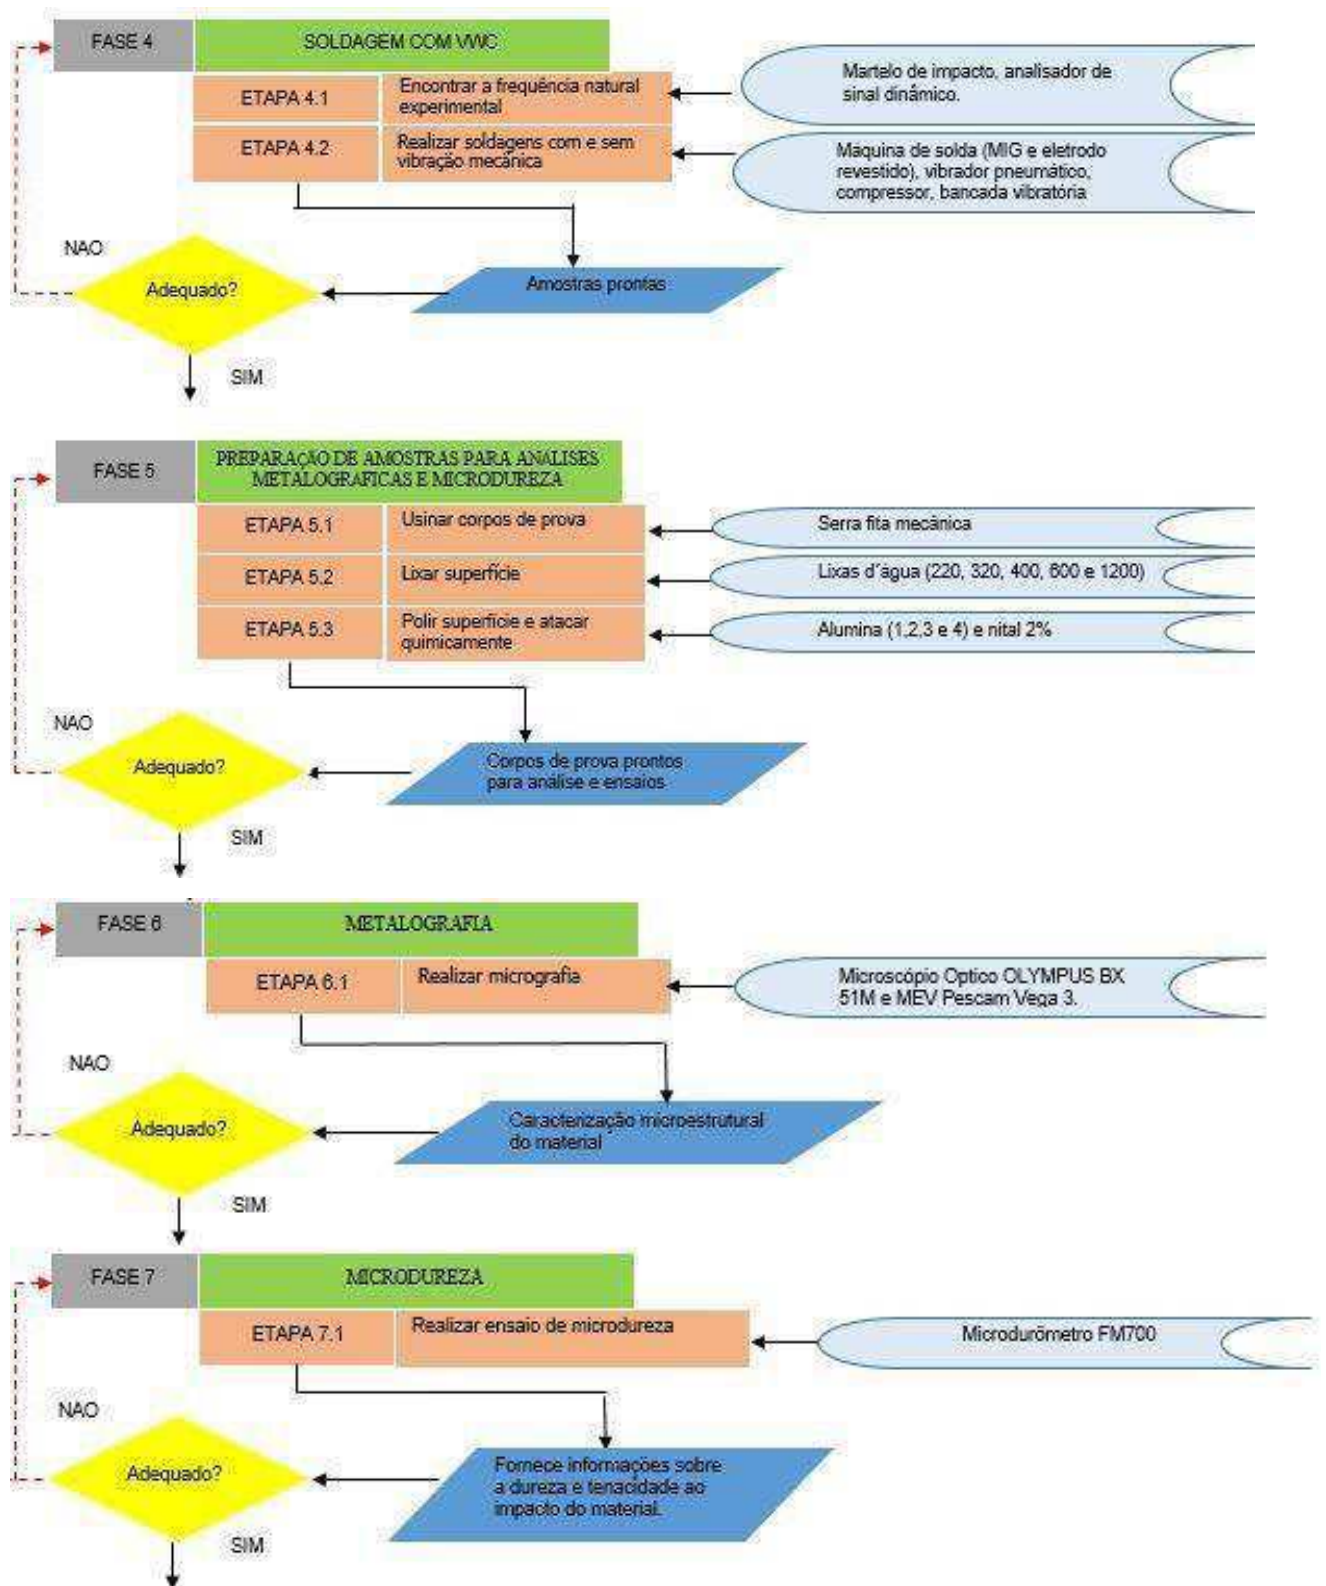 FASE 4
SOLDAGEM COM VWC
ETAPA 4.1
Encontrar a frequência natural
experimental
Martelo de impacto, analisador de
sinal dinâmico.
ETAPA 4.2
Realizar soldagens com e sem
vibração mecânica
Máquina de solda (MIG e eletrodo
revestido), vibrador pneumático,
compressor, bancada vibratória
NAO
Adequado?
Amostras prontas
SIM
FASE 5
PREPARAÇÃO DE AMOSTRAS PARA ANALISES
METALOGRAFICAS E MICRODUREZA
ETAPA 5.1
Usinar corpos de prova
Serra fita mecânica
ETAPA 5.2
Lixar superfície
Lixas d´água (220, 320, 400, 600 e 1200)
ETAPA 5.3
Polir superfície e atacar
quimicamente
Alumina (1,2,3 e 4) e nital 2%
NAO
Adequado?
Corpos de prova prontos
para análise e ensaios
SIM
FASE 6
METALOGRAFIA
ETAPA 6.1
Realizar micrografia
Microscópio Optico OLYMPUS BX
51M e MEV Pescam Vega 3.
NAO
Adequado?
Caracterização microestrutural
do material
SIM
FASE 7
MICRODUREZA
ETAPA 7.1
Realizar ensaio de microdureza
Microdurômetro FM700
NAO
Adequado?
Fornece informações sobre
a dureza e tenacidade ao
impacto do material.
SIM